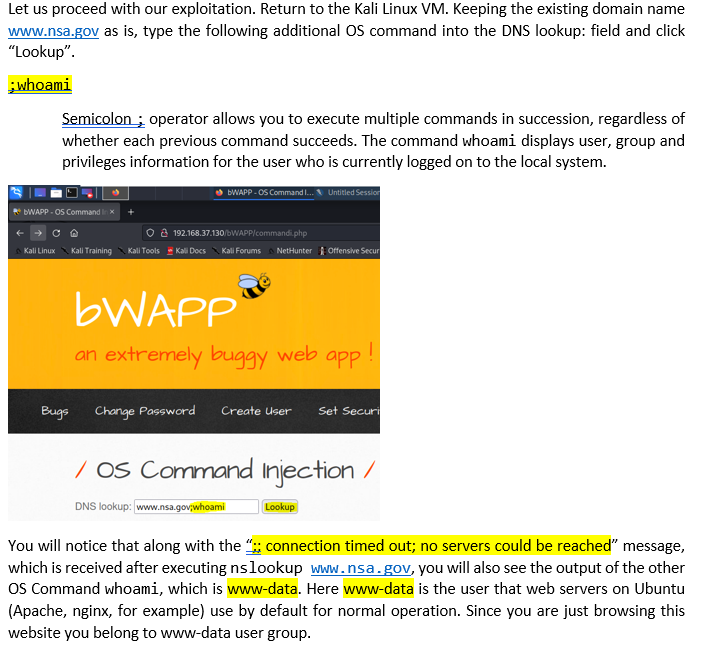 Let us proceed with our exploitation. Return to the Kali Linux VM. Keeping the existing domain name
www.nsa.gov as is, type the following additional OS command into the DNS lookup: field and click
“Lookup”.
;whoami
Semicolon ; operator allows you to execute multiple commands in succession, regardless of
whether each previous command succeeds. The command whoami displays user, group and
privileges information for the user who is currently logged on to the local system.
bWAPP - OS Command I... Untitled Session
bWAPP - OS Command I × +
192.168.37.130/bWAPP/commandi.php
Kali Linux Kali Training Kali Tools Kali Docs Kali Forums NetHunter Offensive Secur
bWAPP
an extremely buggy web app !
Bugs Change Password Create User Set Securi
/ OS Command Injection /
DNS lookup: www.nsa.gov;whoami Lookup
You will notice that along with the “;; connection timed out; no servers could be reached” message,
which is received after executing nslookup www.nsa.gov, you will also see the output of the other
OS Command whoami, which is www-data. Here www-data is the user that web servers on Ubuntu
(Apache, nginx, for example) use by default for normal operation. Since you are just browsing this
website you belong to www-data user group.